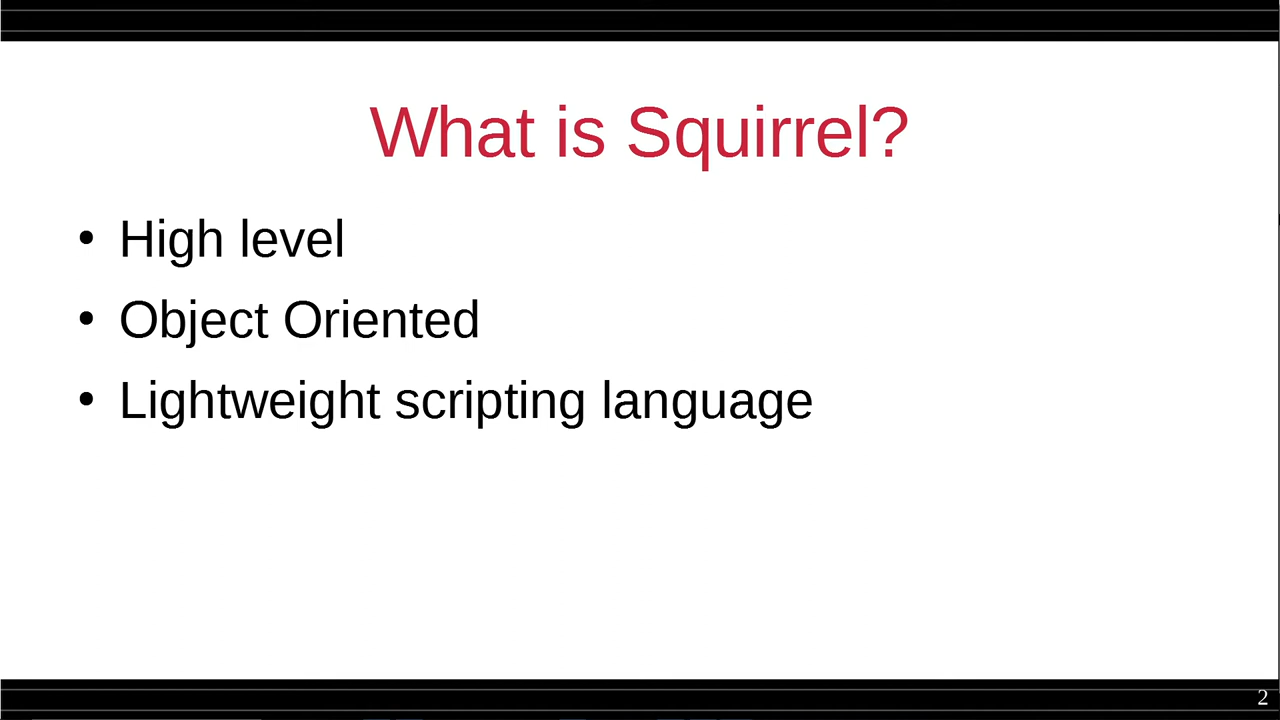 What is Squirrel?
• High level
• Object Oriented
• Lightweight scripting language
2